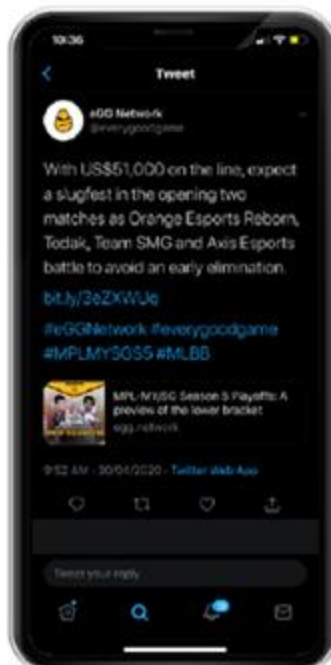 10:36
Tweet
eGG Network
@everygoodgame
With US$51,000 on the line, expect
a slugfest in the opening two
matches as Orange Esports Reborn,
Todak, Team SMG and Axis Esports
battle to avoid an early elimination.
bit.ly/3eZXWUq
#eGGNetwork #everygoodgame
#MPLMYSGS5 #MLBB
MPL-MY/SG Season 5 Playoffs: A
preview of the lower bracket
egg.network
9:52 AM · 30/04/2020 · Twitter Web App
Tweet your reply